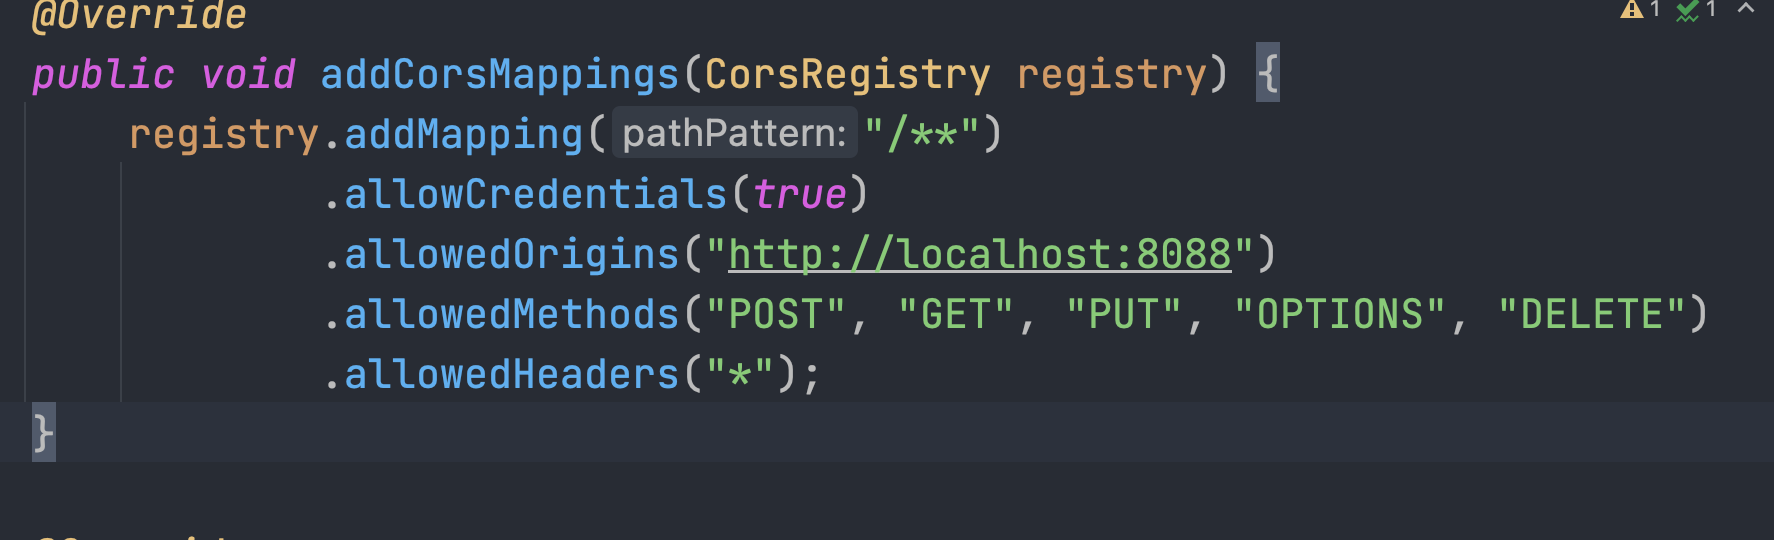 @Override
1 1
public void addCorsMappings(CorsRegistry registry) {
registry.addMapping( pathPattern: "/**")
.allowCredentials(true)
.allowedOrigins("http://localhost:8088")
.allowedMethods("POST", "GET", "PUT", "OPTIONS", "DELETE")
.allowedHeaders("*");
}